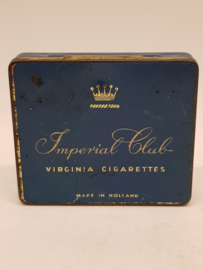 Imperial Club
VIRGINIA CIGARETTES
MADE IN HOLLAND